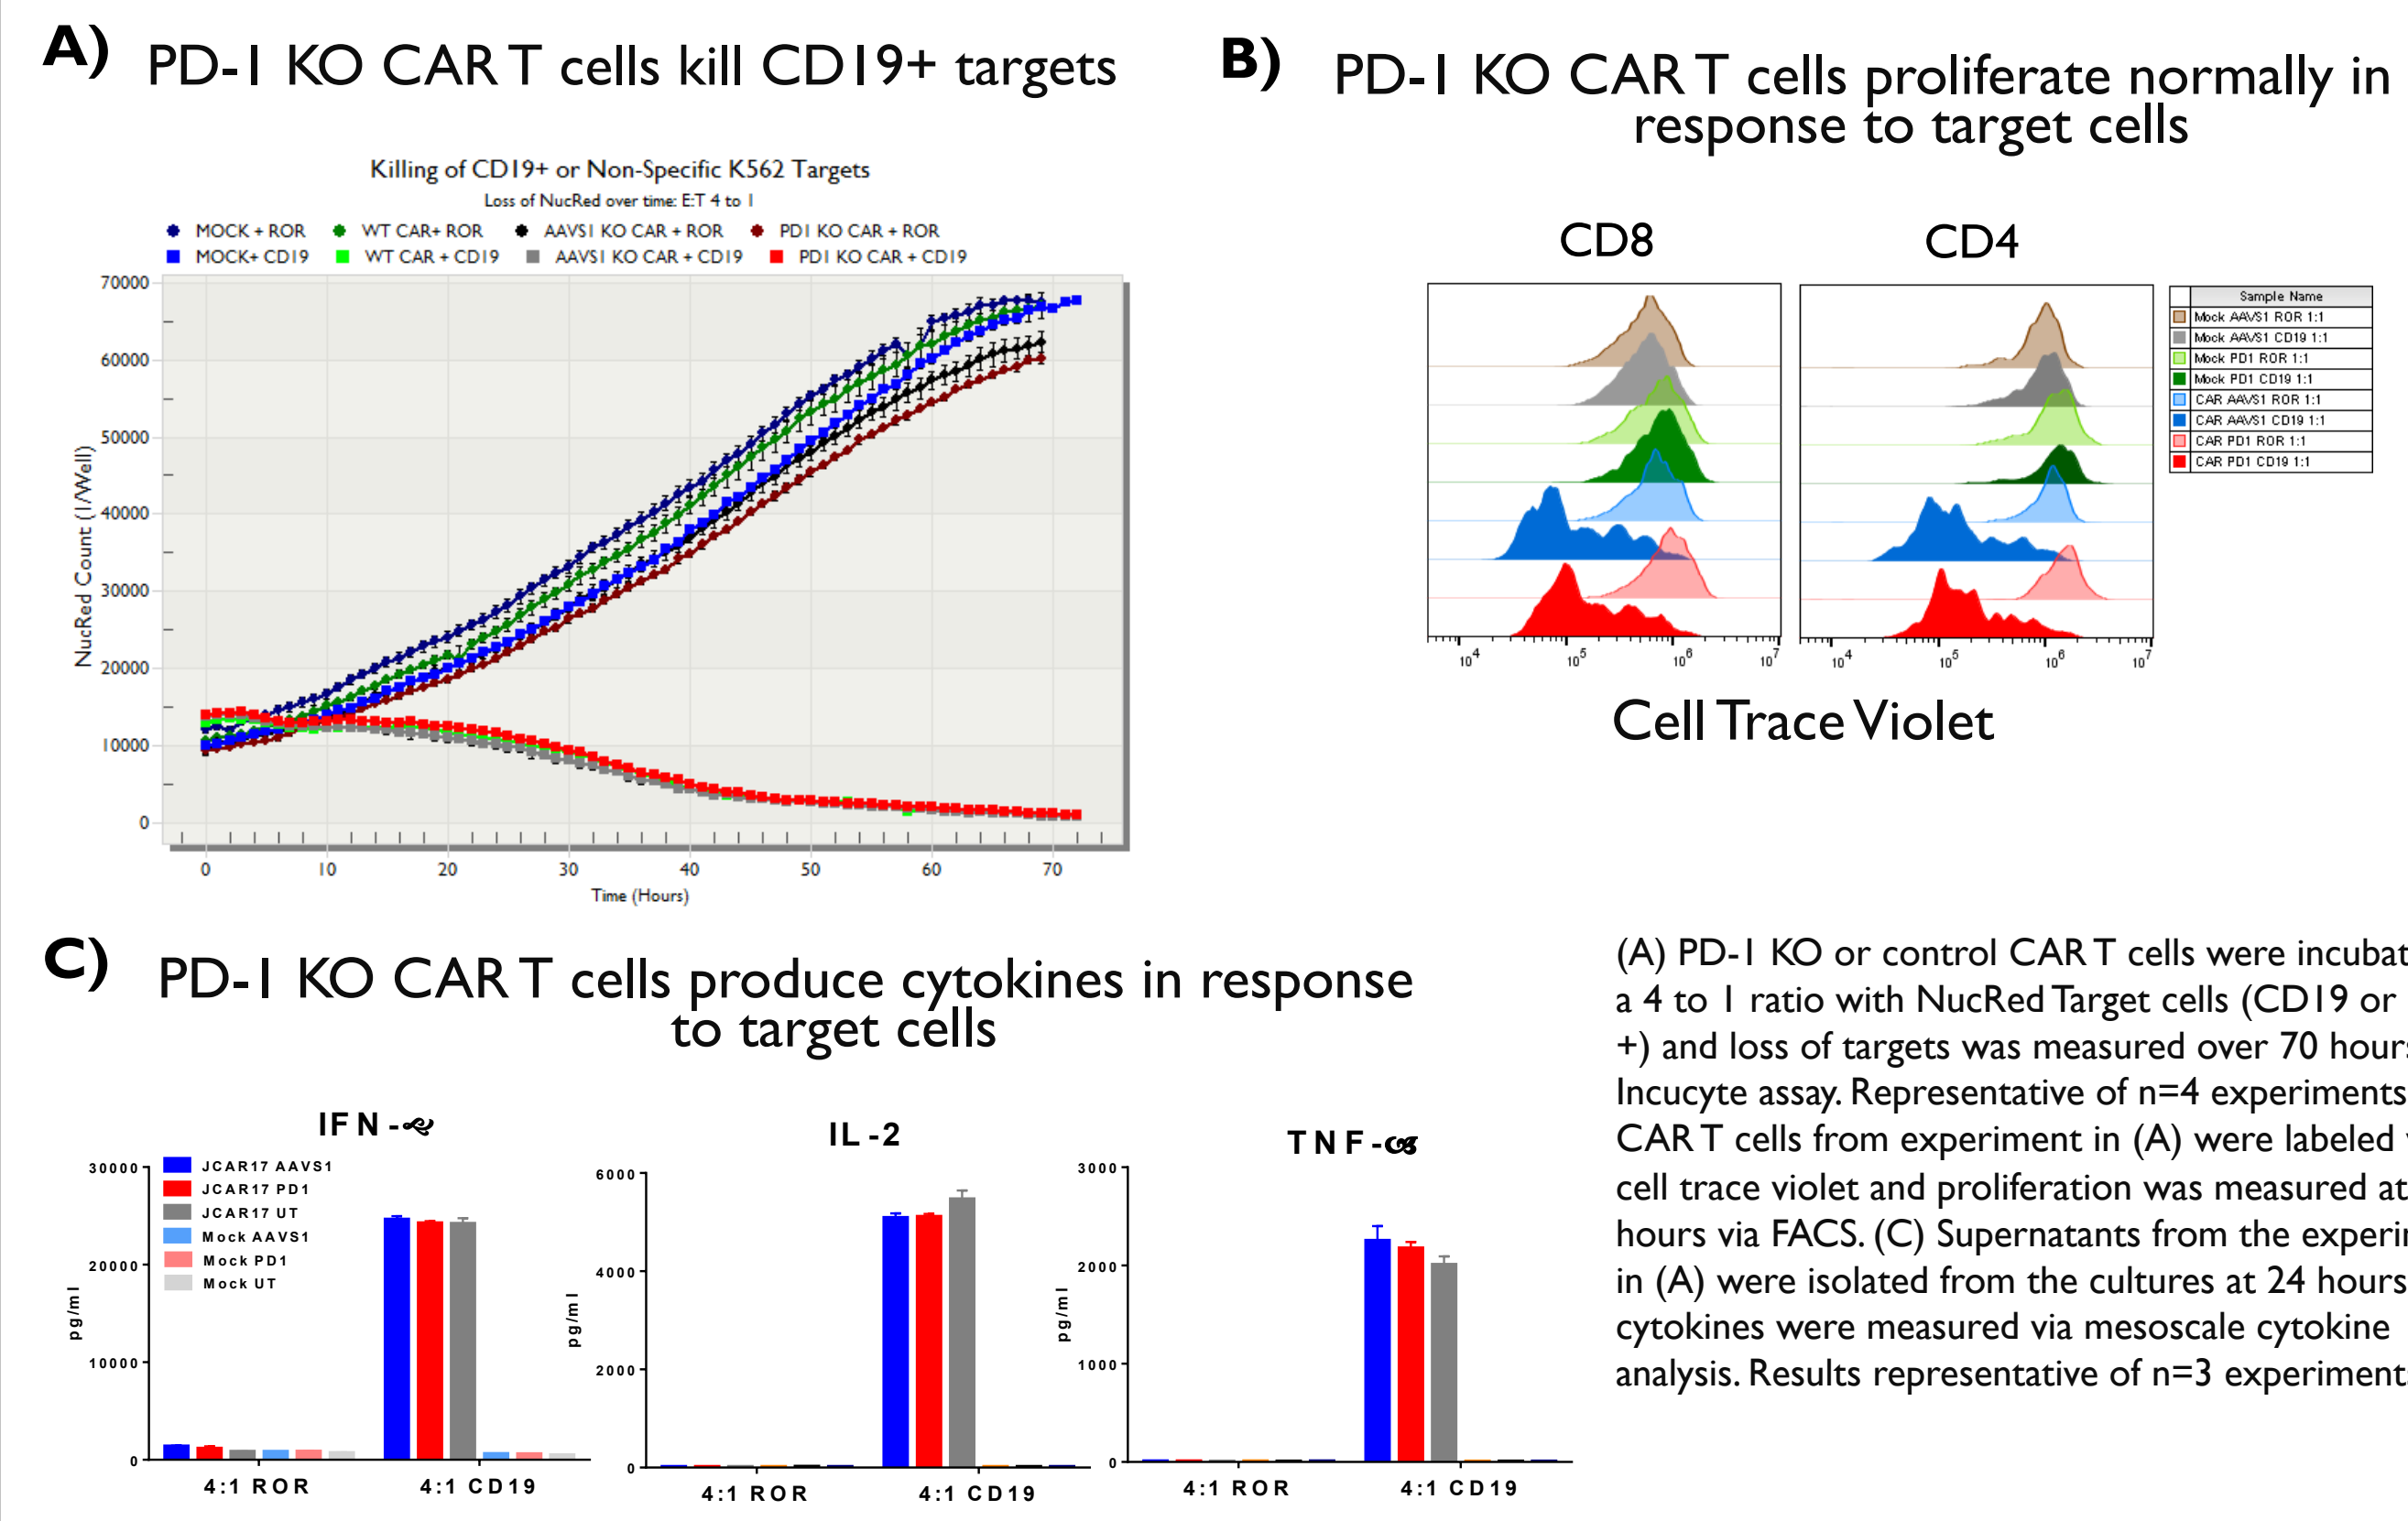 A) PD-1 KO CAR T cells kill CD19+ targets
Killing of CD19+ or Non-Specific K562 Targets
Loss of NucRed over time: E:T 4 to 1
MOCK + ROR WT CAR+ ROR AAVS1 KO CAR + ROR PD1 KO CAR + ROR
MOCK+ CD19 WT CAR + CD19 AAVS1 KO CAR + CD19 PD1 KO CAR + CD19
NucRed Count (1/Well)
70000
60000
50000
40000
30000
20000
10000
0
0 10 20 30 40 50 60 70
Time (Hours)
B) PD-1 KO CAR T cells proliferate normally in
response to target cells
CD8 CD4
Sample Name
Mock AAVS1 ROR 1:1
Mock AAVS1 CD19 1:1
Mock PD1 ROR 1:1
Mock PD1 CD19 1:1
CAR AAVS1 ROR 1:1
CAR AAVS1 CD19 1:1
CAR PD1 ROR 1:1
CAR PD1 CD19 1:1
10⁴ 10⁵ 10⁶ 10⁷ 10⁴ 10⁵ 10⁶ 10⁷
Cell Trace Violet
C) PD-1 KO CAR T cells produce cytokines in response
to target cells
IFN-
JCAR17 AAVS1
JCAR17 PD1
JCAR17 UT
Mock AAVS1
Mock PD1
Mock UT
pg/ml
30000
20000
10000
0
4:1 ROR 4:1 CD19
IL-2
pg/ml
6000
4000
2000
0
4:1 ROR 4:1 CD19
TNF-
pg/ml
3000
2000
1000
0
4:1 ROR 4:1 CD19
(A) PD-1 KO or control CAR T cells were incubat
a 4 to 1 ratio with NucRed Target cells (CD19 or
+) and loss of targets was measured over 70 hours
Incucyte assay. Representative of n=4 experiments
CAR T cells from experiment in (A) were labeled
cell trace violet and proliferation was measured at
hours via FACS. (C) Supernatants from the experi
in (A) were isolated from the cultures at 24 hours
cytokines were measured via mesoscale cytokine
analysis. Results representative of n=3 experiment